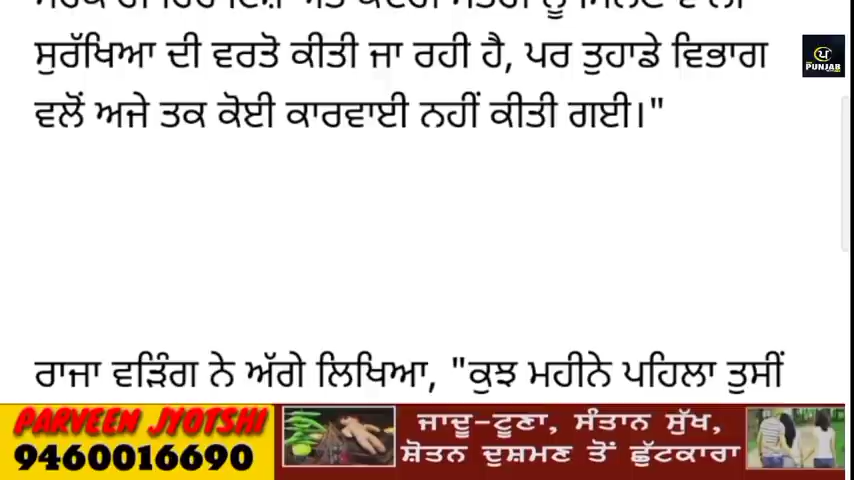 ਸੁਰੱਖਿਆ ਦੀ ਵਰਤੋ ਕੀਤੀ ਜਾ ਰਹੀ ਹੈ, ਪਰ ਤੁਹਾਡੇ ਵਿਭਾਗ
ਵਲੋਂ ਅਜੇ ਤਕ ਕੋਈ ਕਾਰਵਾਈ ਨਹੀਂ ਕੀਤੀ ਗਈ।"
ਪ
PUNJAB
ਰਾਜਾ ਵੜਿੰਗ ਨੇ ਅੱਗੇ ਲਿਖਿਆ, "ਕੁਝ ਮਹੀਨੇ ਪਹਿਲਾ ਤੁਸੀਂ
PARVEEN JYOTSHI
9460016690
ਜਾਦੂ-ਟੂਣਾ, ਸੰਤਾਨ ਸੁੱਖ,
ਸ਼ੋਤਨ ਦੁਸ਼ਮਣ ਤੋਂ ਛੁੱਟਕਾਰਾ